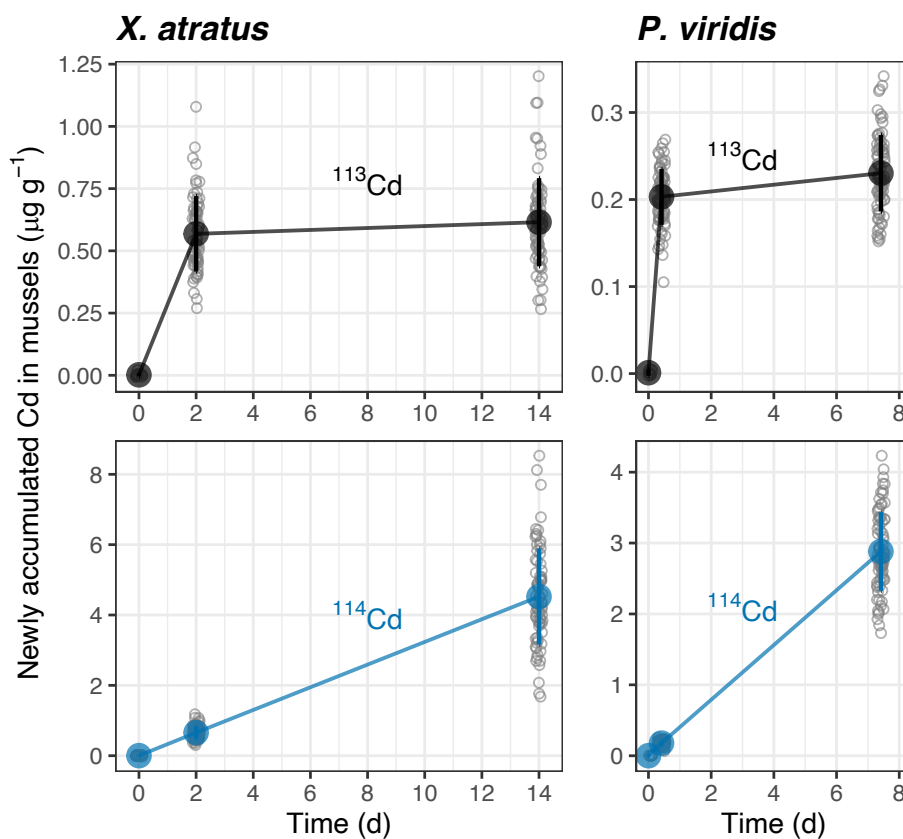 X. atratus
P. viridis
Newly accumulated Cd in mussels (µg g⁻¹)
1.25
1.00
0.75
0.50
0.25
0.00
¹¹³Cd
0 2 4 6 8 10 12 14
0.3
0.2
0.1
0.0
¹¹³Cd
0 2 4 6 8
8
6
4
2
0
¹¹⁴Cd
0 2 4 6 8 10 12 14
Time (d)
4
3
2
1
0
¹¹⁴Cd
0 2 4 6 8
Time (d)